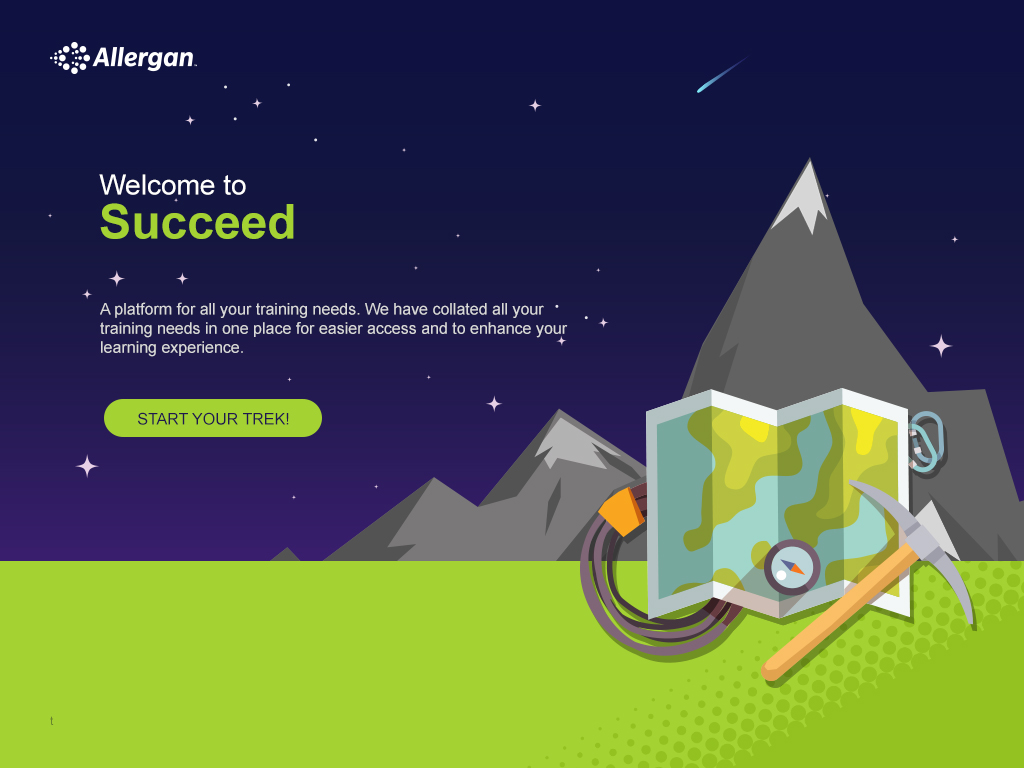 Allergan
Welcome to
Succeed
A platform for all your training needs. We have collated all your
training needs in one place for easier access and to enhance your
learning experience.
START YOUR TREK!
t